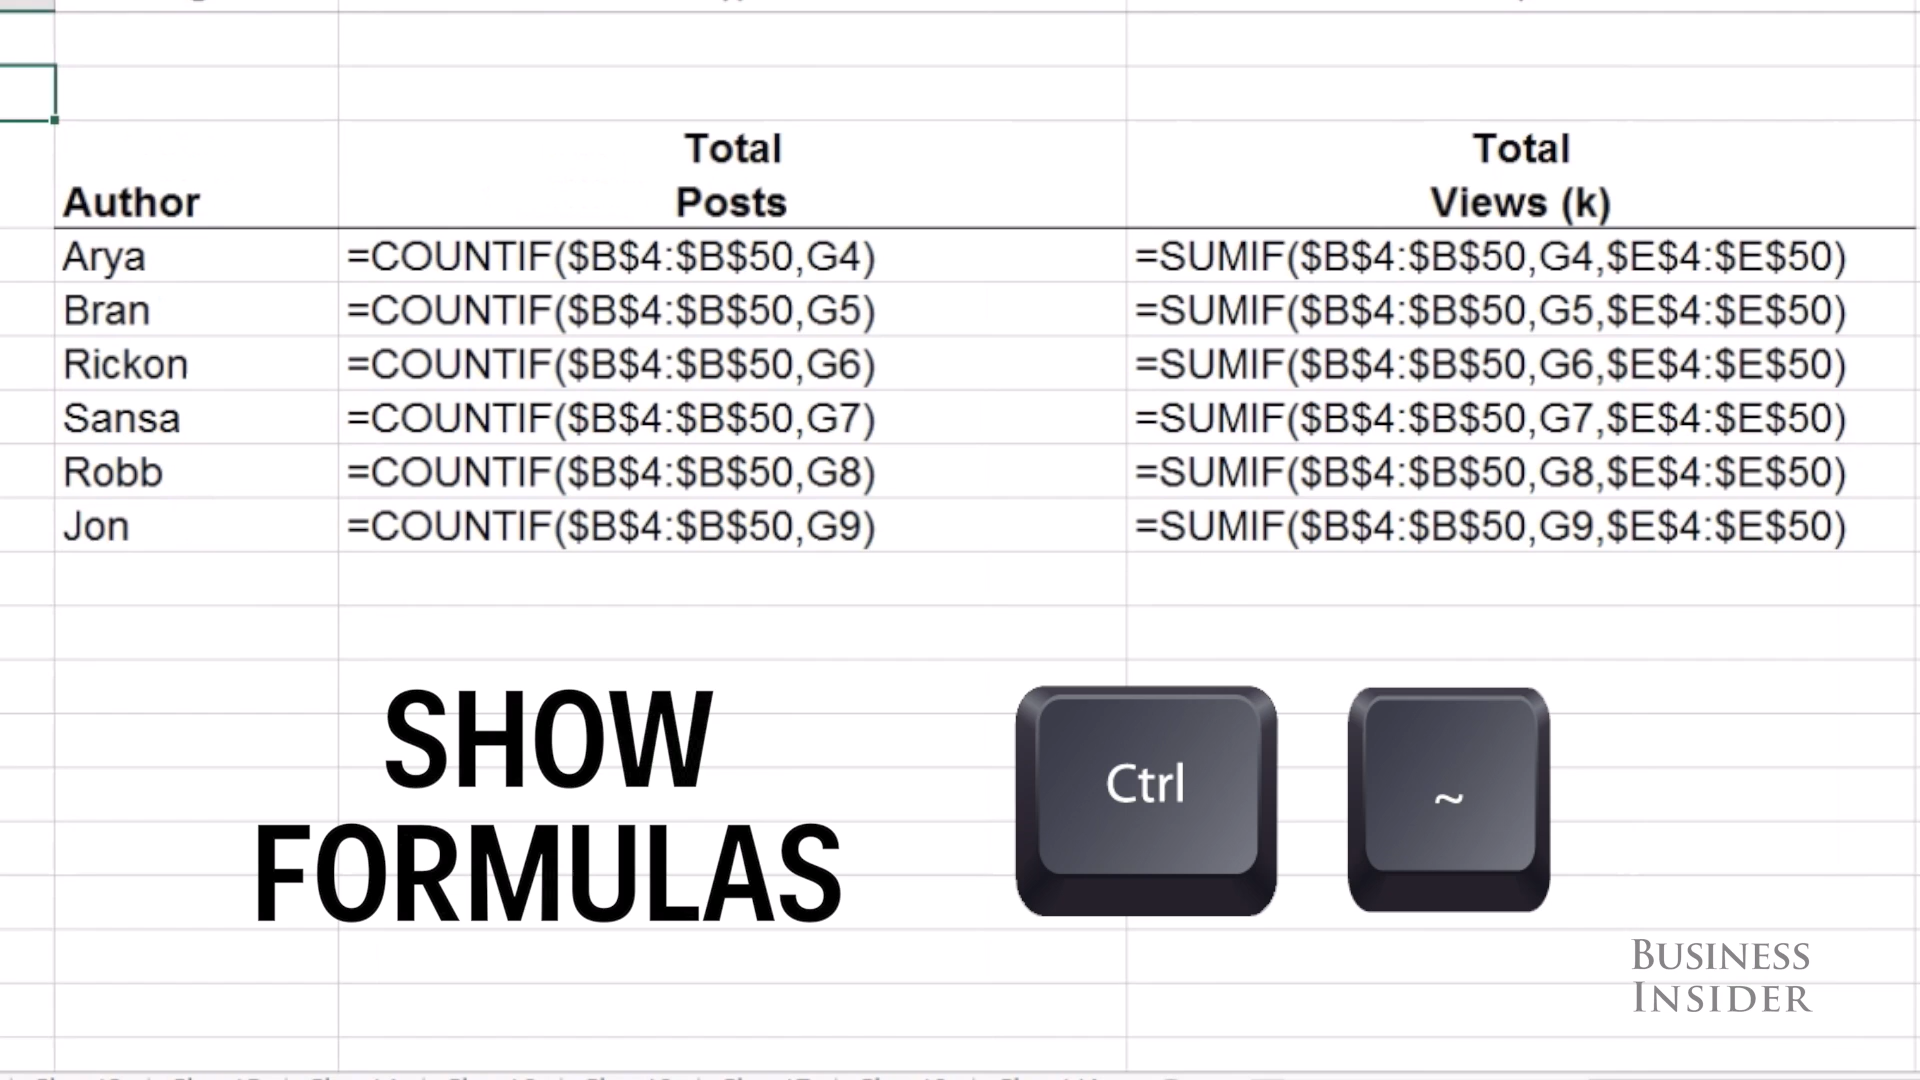 Total Total
Author Posts Views (k)
Arya =COUNTIF($B$4:$B$50,G4) =SUMIF($B$4:$B$50,G4,$E$4:$E$50)
Bran =COUNTIF($B$4:$B$50,G5) =SUMIF($B$4:$B$50,G5,$E$4:$E$50)
Rickon =COUNTIF($B$4:$B$50,G6) =SUMIF($B$4:$B$50,G6,$E$4:$E$50)
Sansa =COUNTIF($B$4:$B$50,G7) =SUMIF($B$4:$B$50,G7,$E$4:$E$50)
Robb =COUNTIF($B$4:$B$50,G8) =SUMIF($B$4:$B$50,G8,$E$4:$E$50)
Jon =COUNTIF($B$4:$B$50,G9) =SUMIF($B$4:$B$50,G9,$E$4:$E$50)
SHOW
FORMULAS
Ctrl ~
BUSINESS
INSIDER